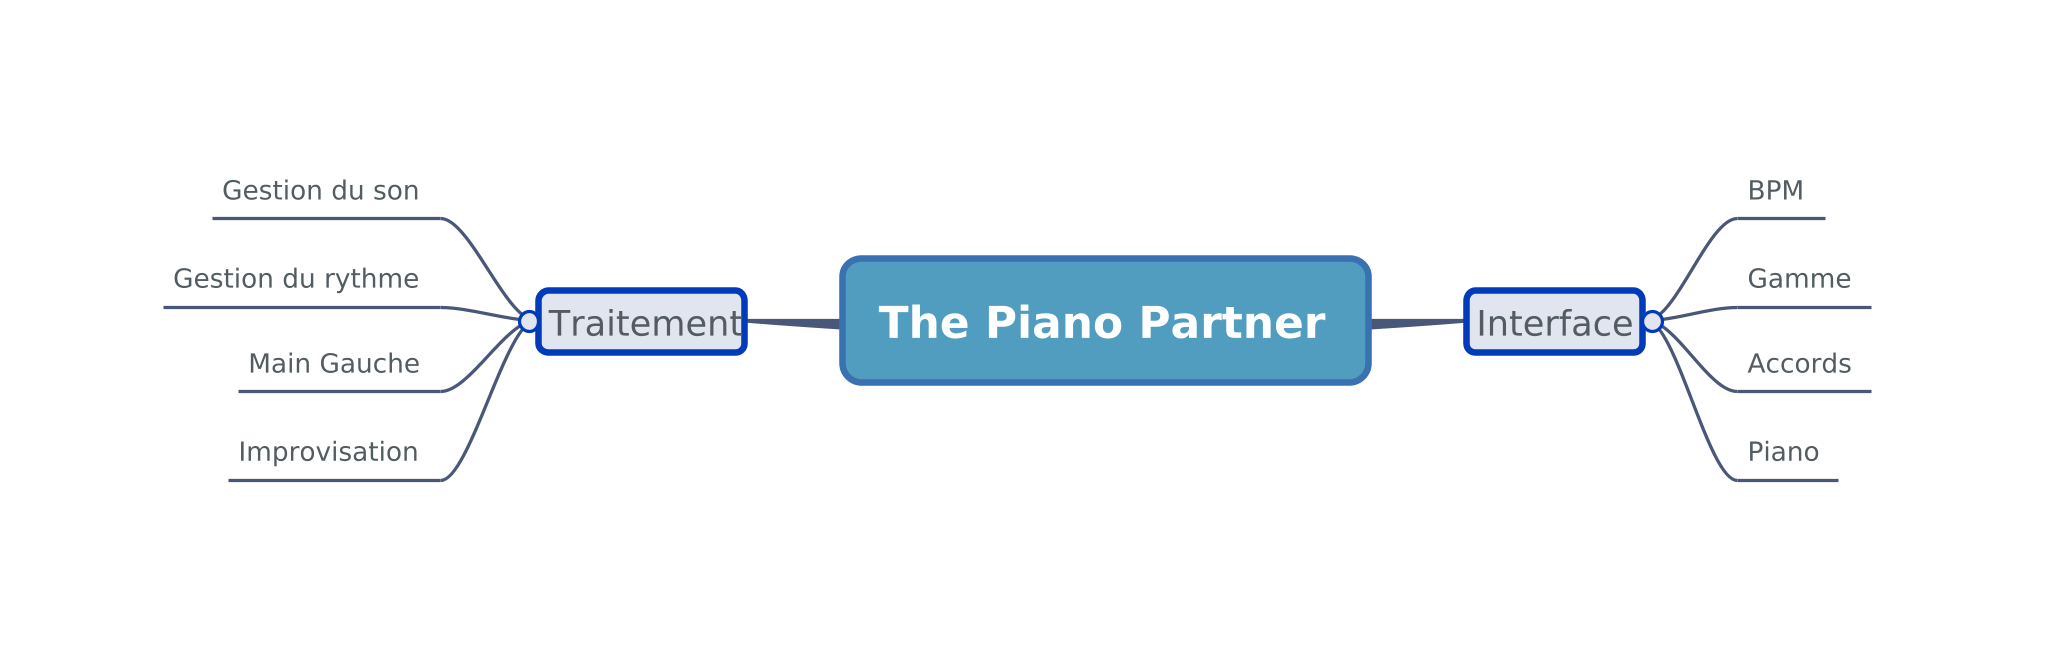 The Piano Partner
Traitement
Gestion du son
Gestion du rythme
Main Gauche
Improvisation
Interface
BPM
Gamme
Accords
Piano